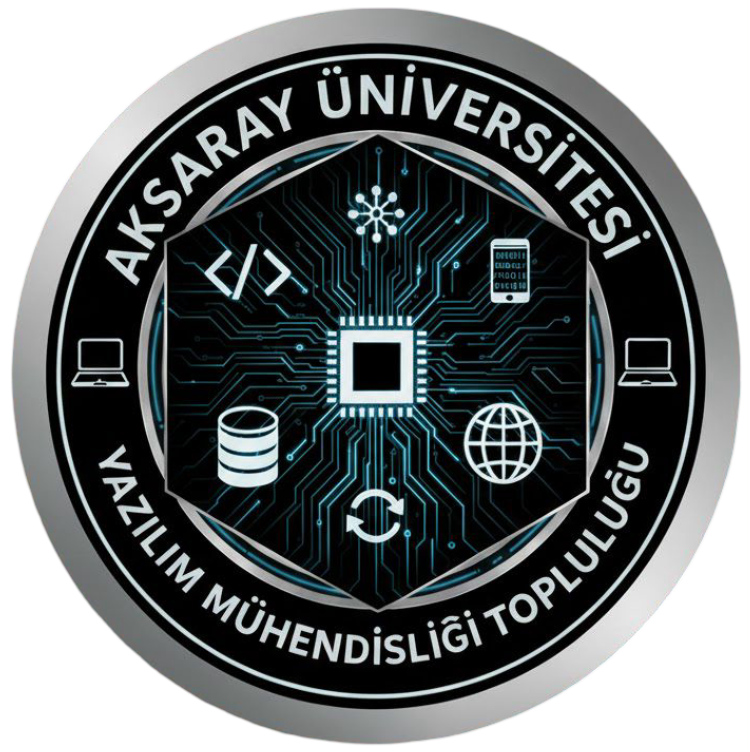 AKSARAY ÜNİVERSİTESİ
YAZILIM MÜHENDİSLİĞİ TOPLULUĞU
</>